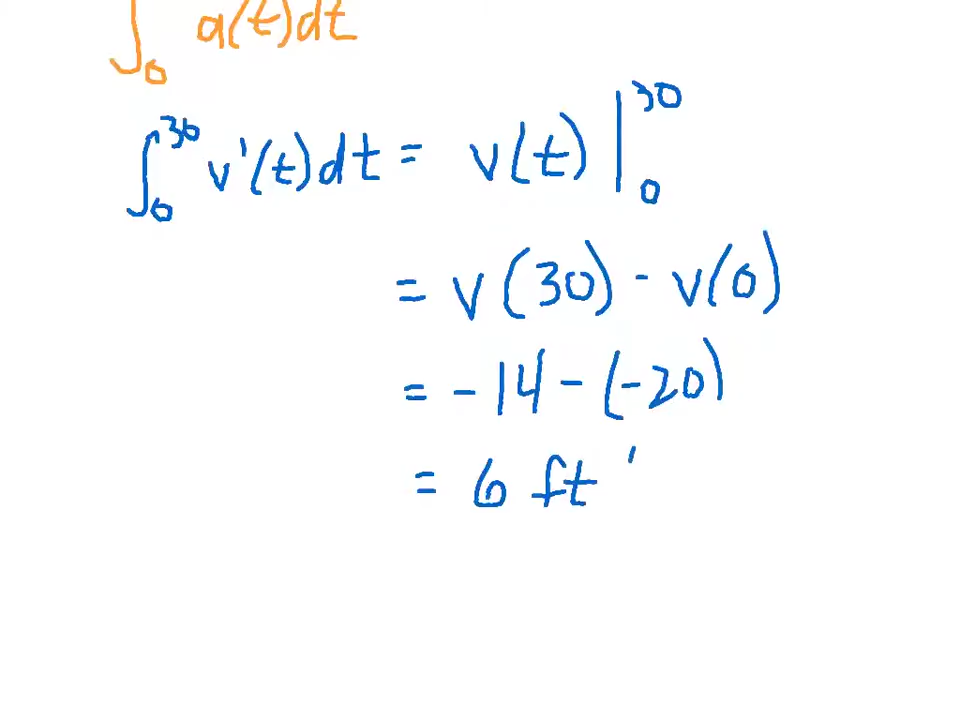 ∫₀ a(t)dt
∫₀³⁰ v'(t)dt = v(t) |₀³⁰
= v(30) - v(0)
= -14 - (-20)
= 6 ft '